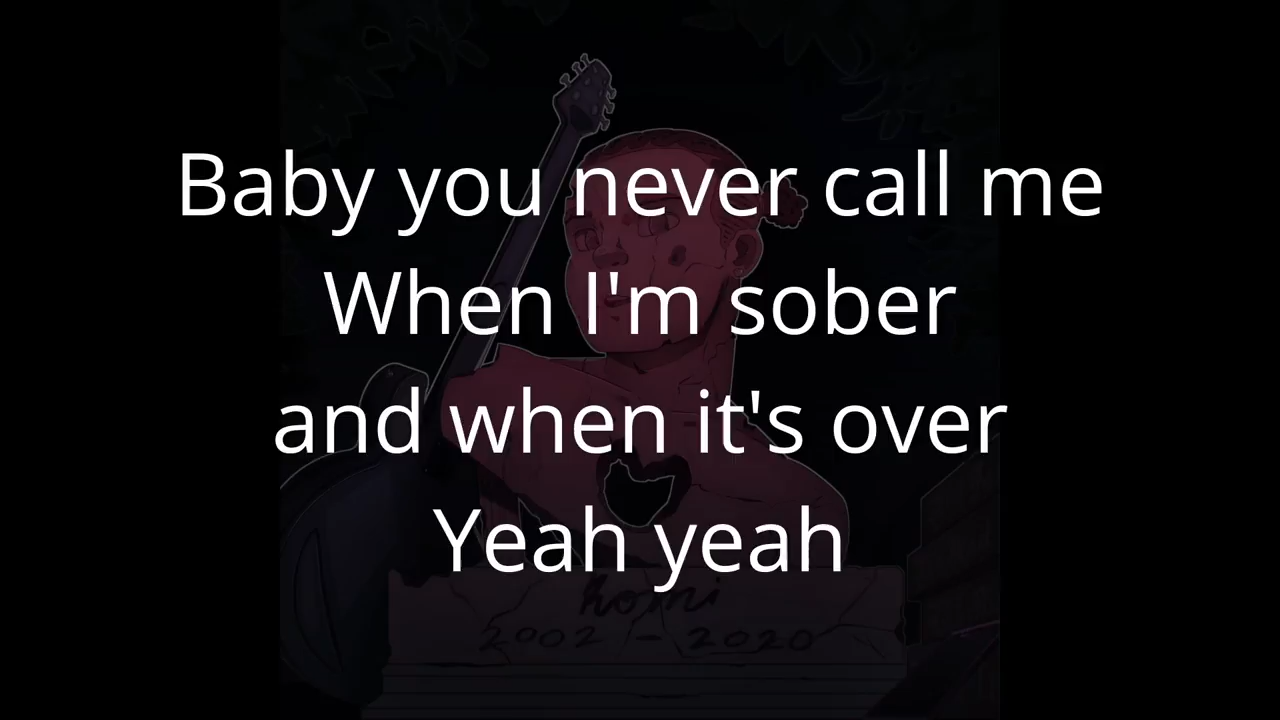 Baby you never call me
When I'm sober
and when it's over
Yeah yeah
2002 - 2020